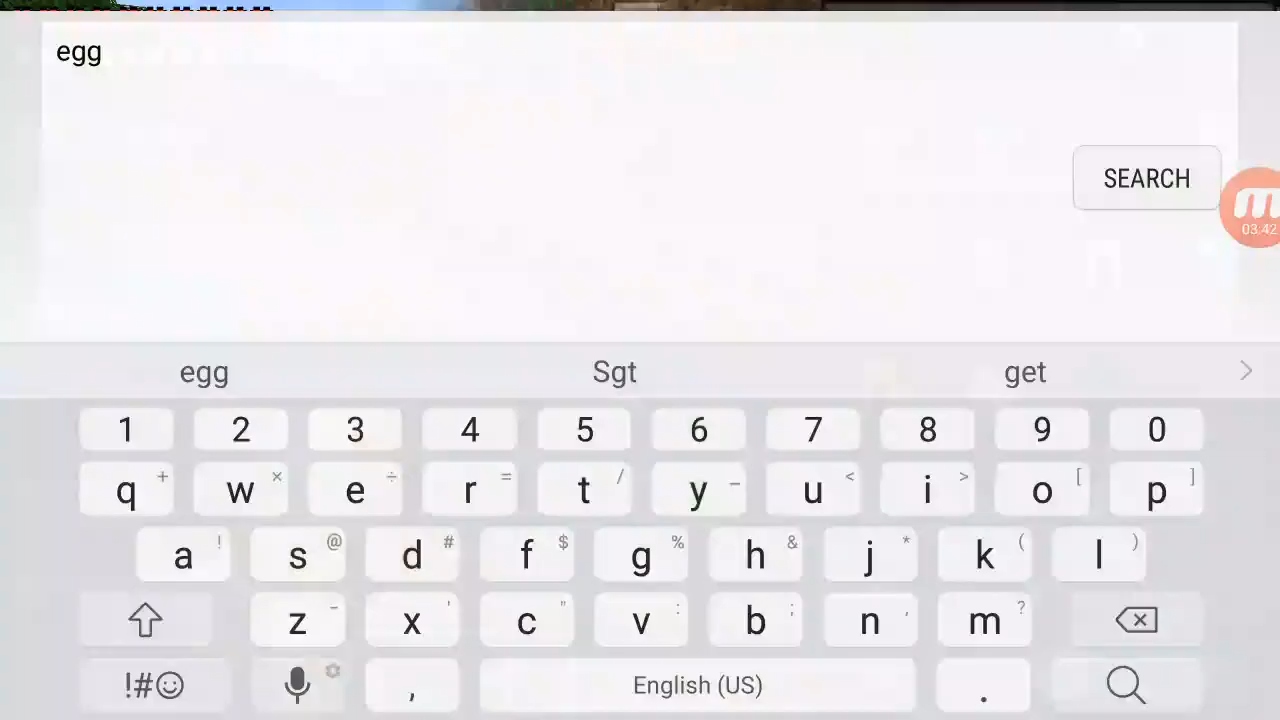 egg
SEARCH
03:42
egg Sgt get
1 2 3 4 5 6 7 8 9 0
q + w × e ÷ r = t / y _ u < i > o [ p ]
a ! s @ d # f $ g % h & j * k ( l )
z - x ' c " v : b ; n , m ?
!#☺ , English (US) .